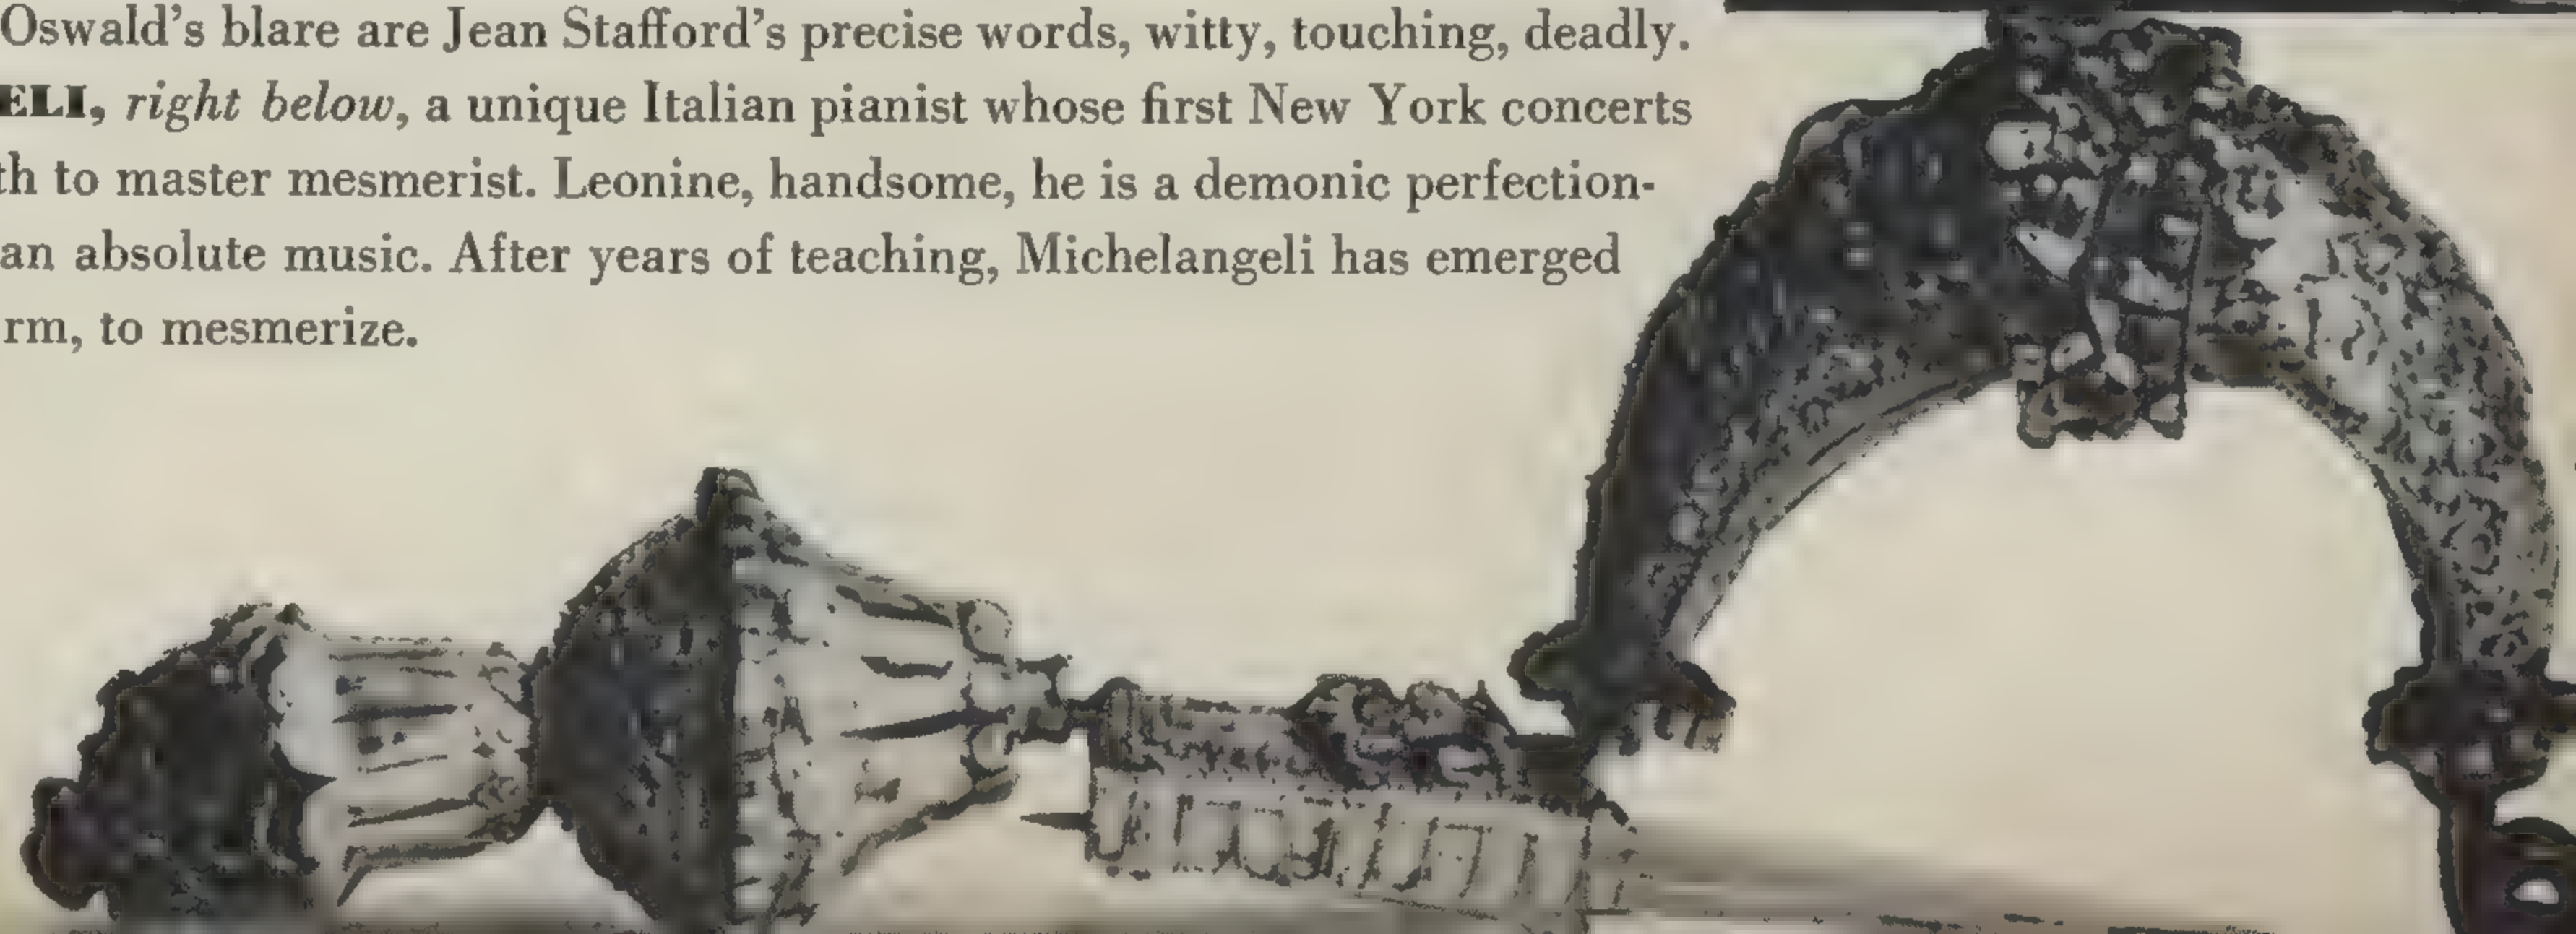 Oswald’s blare are Jean Stafford’s precise words, witty, touching, deadly.
ELI, right below, a unique Italian pianist whose first New York concerts
th to master mesmerist. Leonine, handsome, he is a demonic perfection-
an absolute music. After years of teaching, Michelangeli has emerged
rm, to mesmerize.